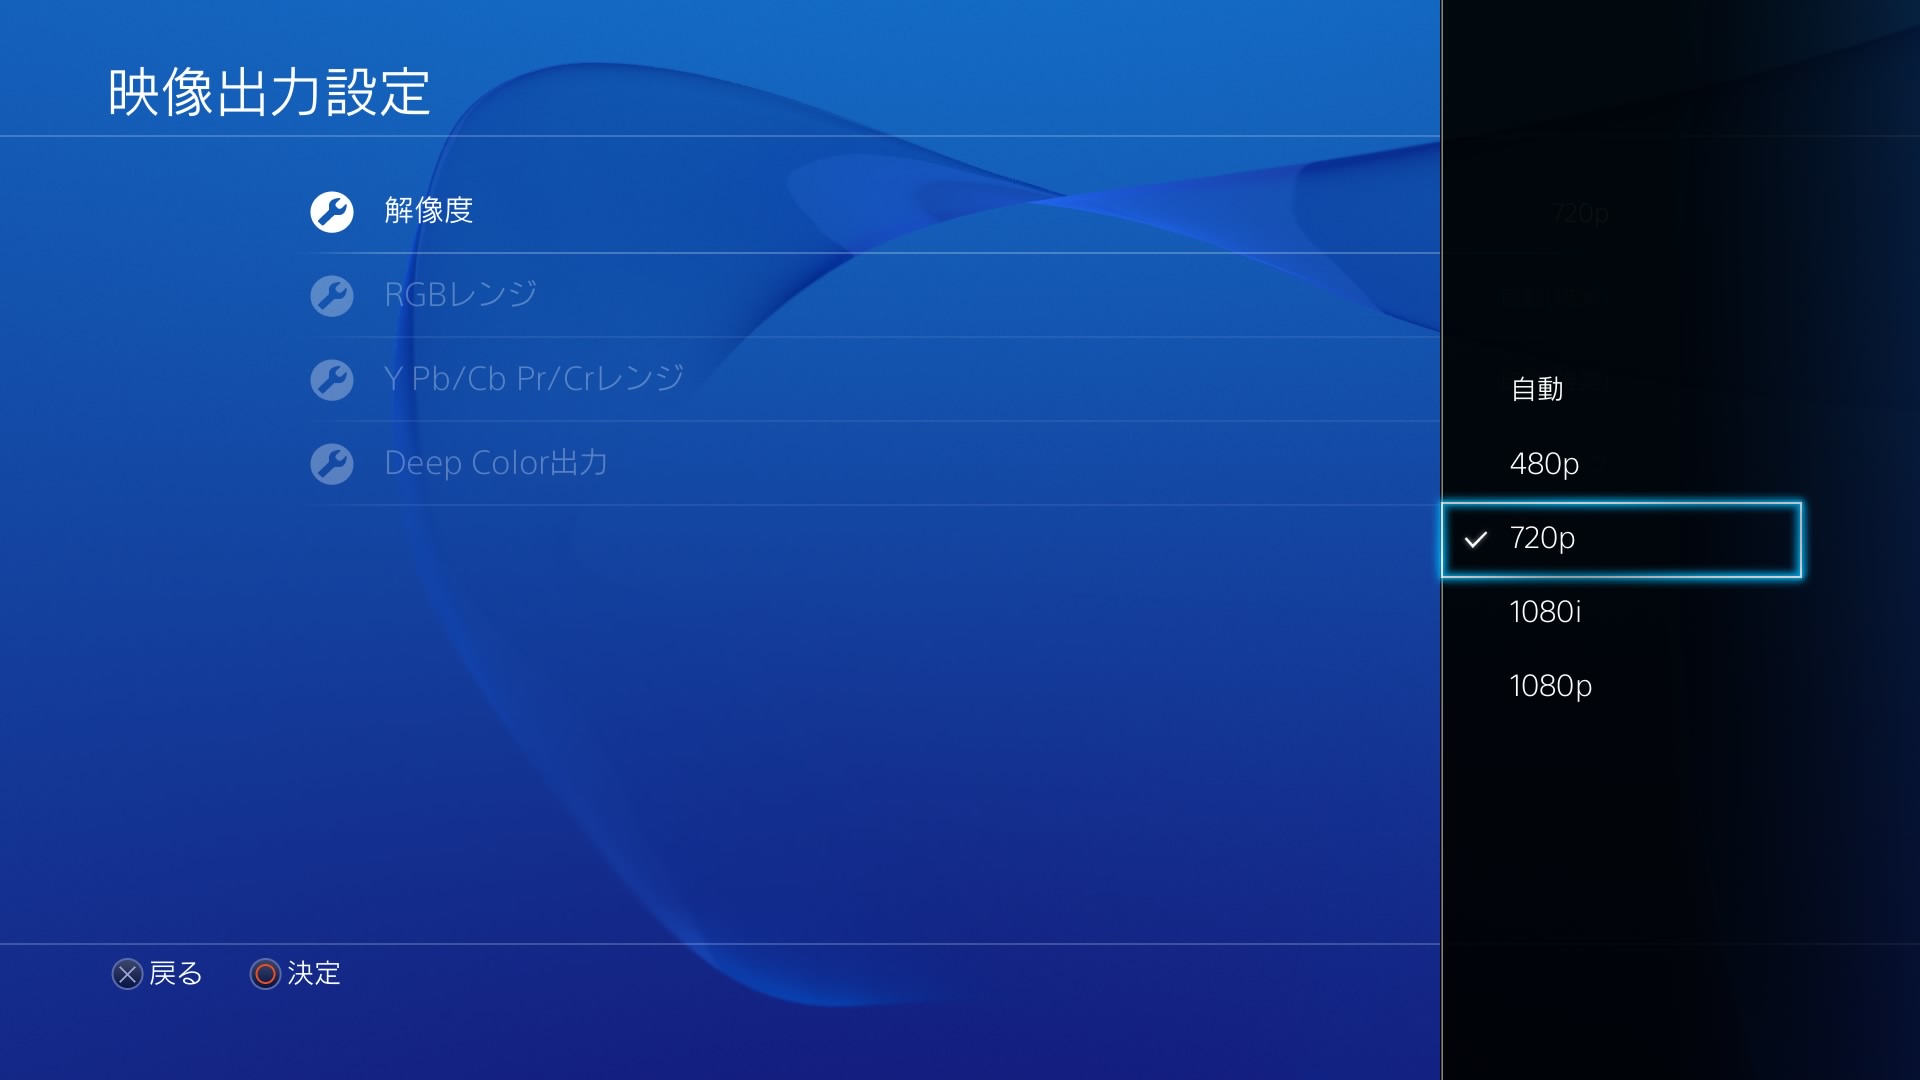 映像出力設定
解像度
720p
RGBレンジ
Y Pb/Cb Pr/Crレンジ
Deep Color出力
自動
480p
720p
1080i
1080p
戻る
決定